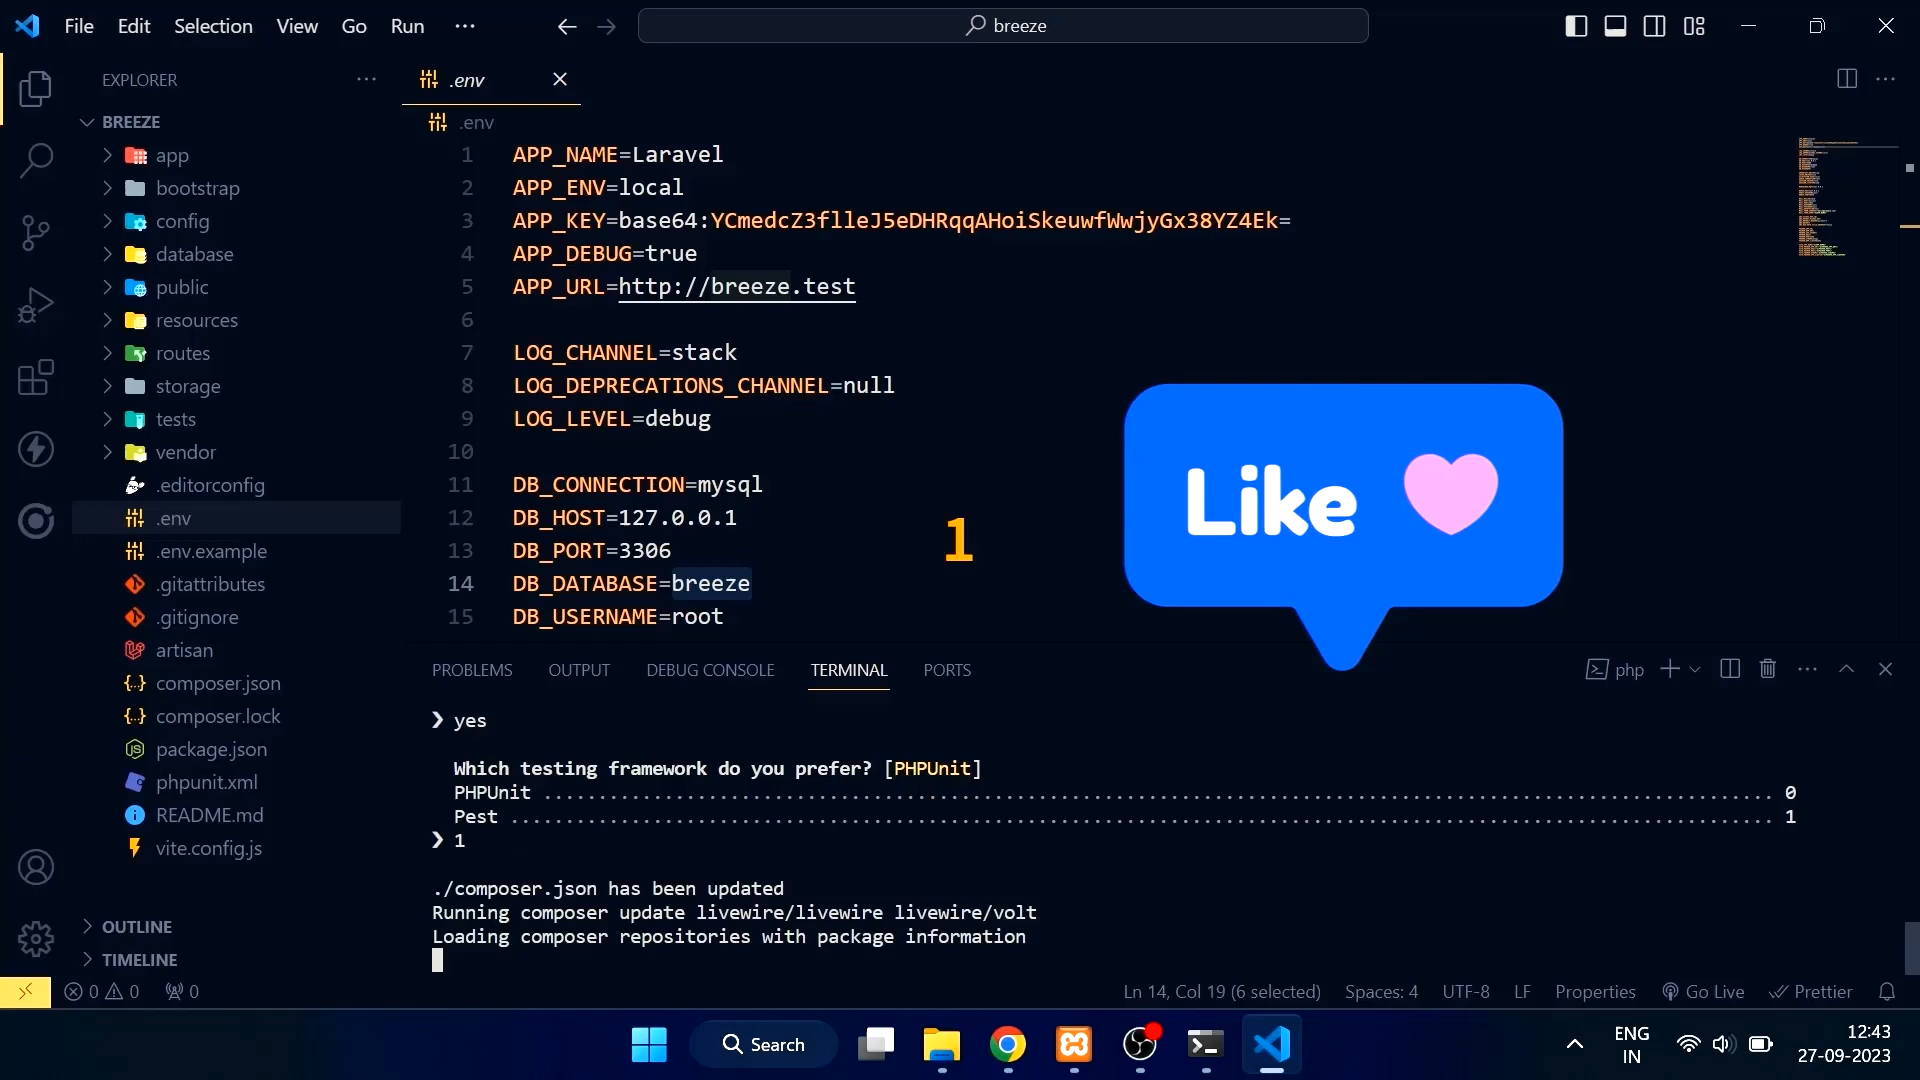 File Edit Selection View Go Run ···
breeze
EXPLORER
BREEZE
app
bootstrap
config
database
public
resources
routes
storage
tests
vendor
.editorconfig
.env
.env.example
.gitattributes
.gitignore
artisan
composer.json
composer.lock
package.json
phpunit.xml
README.md
vite.config.js
OUTLINE
TIMELINE
.env
.env
1 APP_NAME=Laravel
2 APP_ENV=local
3 APP_KEY=base64:YCmedcZ3flleJ5eDHRqqAHoiSkeuwfWwjyGx38YZ4Ek=
4 APP_DEBUG=true
5 APP_URL=http://breeze.test
6
7 LOG_CHANNEL=stack
8 LOG_DEPRECATIONS_CHANNEL=null
9 LOG_LEVEL=debug
10
11 DB_CONNECTION=mysql
12 DB_HOST=127.0.0.1
13 DB_PORT=3306
14 DB_DATABASE=breeze
15 DB_USERNAME=root
1
Like
PROBLEMS OUTPUT DEBUG CONSOLE TERMINAL PORTS
php
❯ yes
Which testing framework do you prefer? [PHPUnit]
PHPUnit ........................................ 0
Pest ........................................ 1
❯ 1
./composer.json has been updated
Running composer update livewire/livewire livewire/volt
Loading composer repositories with package information
0 0 0
Ln 14, Col 19 (6 selected) Spaces: 4 UTF-8 LF Properties Go Live Prettier
Search
ENG
IN
12:43
27-09-2023